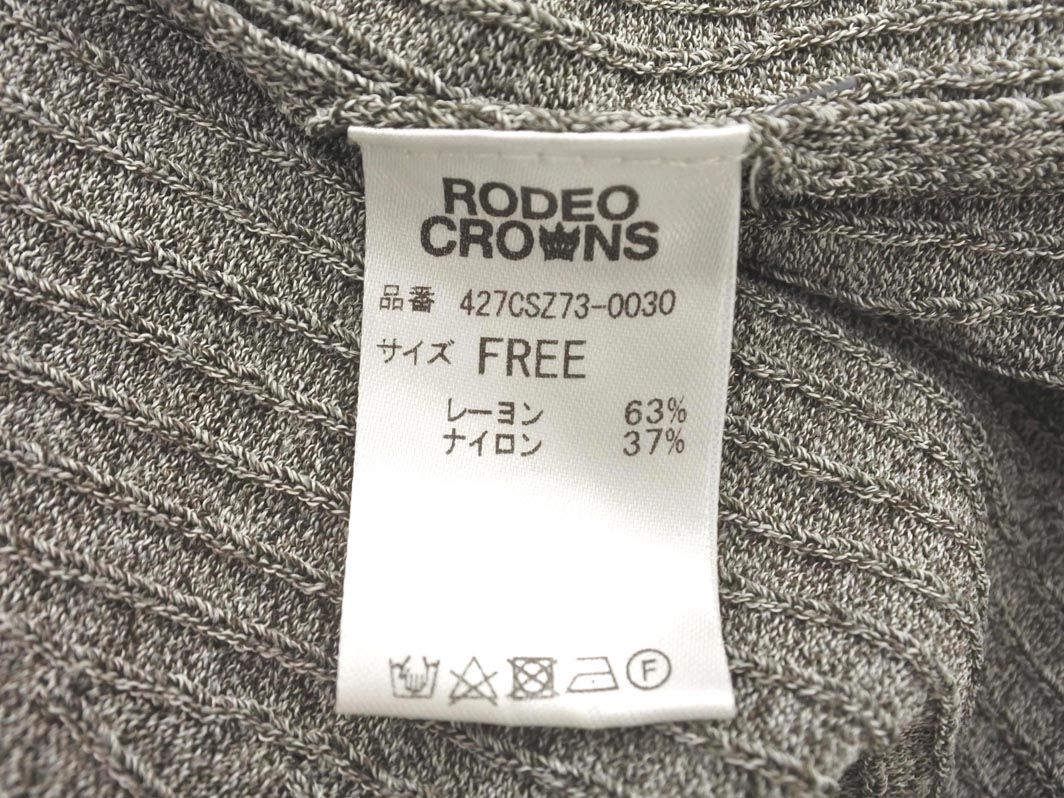 RODEO
CROWNS
品番 427CSZ73-0030
サイズ FREE
レーヨン 63%
ナイロン 37%
F